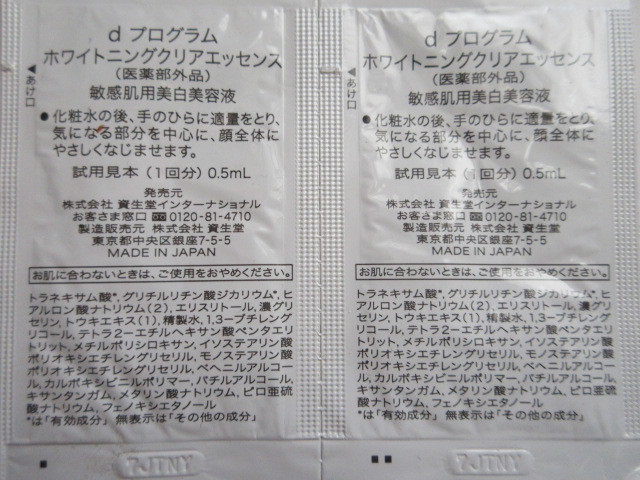 ◀あけ口
d プログラム
ホワイトニングクリアエッセンス
（医薬部外品）
敏感肌用美白美容液
●化粧水の後、手のひらに適量をとり、
気になる部分を中心に、顔全体に
やさしくなじませます。
試用見本（1回分）0.5mL
発売元
株式会社 資生堂インターナショナル
お客さま窓口 0120-81-4710
製造販売元 株式会社 資生堂
東京都中央区銀座7-5-5
MADE IN JAPAN
お肌に合わないときは、ご使用をおやめください。
トラネキサム酸*, グリチルリチン酸ジカリウム*, ヒ
アルロン酸ナトリウム(2), エリスリトール, 濃グリ
セリン, トウキエキス(1), 精製水, 1,3-ブチレング
リコール, テトラ2-エチルヘキサン酸ペンタエリ
トリット, メチルポリシロキサン, イソステアリン酸
ポリオキシエチレングリセリル, モノステアリン酸
ポリオキシエチレングリセリル, ベヘニルアルコー
ル, カルボキシビニルポリマー, バチルアルコール,
キサンタンガム, メタリン酸ナトリウム, ピロ亜硫
酸ナトリウム, フェノキシエタノール
*は「有効成分」 無表示は「その他の成分」
■
7JTNY
◀あけ口
d プログラム
ホワイトニングクリアエッセンス
（医薬部外品）
敏感肌用美白美容液
●化粧水の後、手のひらに適量をとり、
気になる部分を中心に、顔全体に
やさしくなじませます。
試用見本（1回分）0.5mL
発売元
株式会社 資生堂インターナショナル
お客さま窓口 0120-81-4710
製造販売元 株式会社 資生堂
東京都中央区銀座7-5-5
MADE IN JAPAN
お肌に合わないときは、ご使用をおやめください。
トラネキサム酸*, グリチルリチン酸ジカリウム*, ヒ
アルロン酸ナトリウム(2), エリスリトール, 濃グリ
セリン, トウキエキス(1), 精製水, 1,3-ブチレング
リコール, テトラ2-エチルヘキサン酸ペンタエリ
トリット, メチルポリシロキサン, イソステアリン酸
ポリオキシエチレングリセリル, モノステアリン酸
ポリオキシエチレングリセリル, ベヘニルアルコー
ル, カルボキシビニルポリマー, バチルアルコール,
キサンタンガム, メタリン酸ナトリウム, ピロ亜硫
酸ナトリウム, フェノキシエタノール
*は「有効成分」 無表示は「その他の成分」
■■
7JTNY